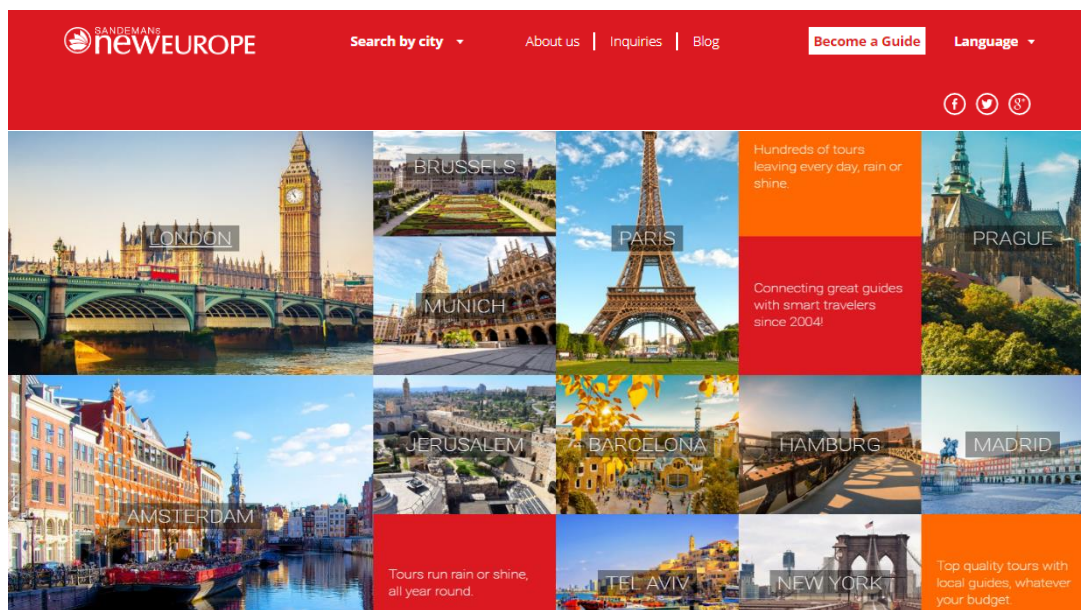 SANDEMANs
newEUROPE
Search by city
About us
Inquiries
Blog
Become a Guide
Language
f
8+
LONDON
BRUSSELS
MUNICH
PARIS
Hundreds of tours
leaving every day, rain or
shine.
Connecting great guides
with smart travelers
since 2004!
PRAGUE
AMSTERDAM
JERUSALEM
BARCELONA
HAMBURG
MADRID
Tours run rain or shine,
all year round.
TEL AVIV
NEW YORK
Top quality tours with
local guides, whatever
your budget.